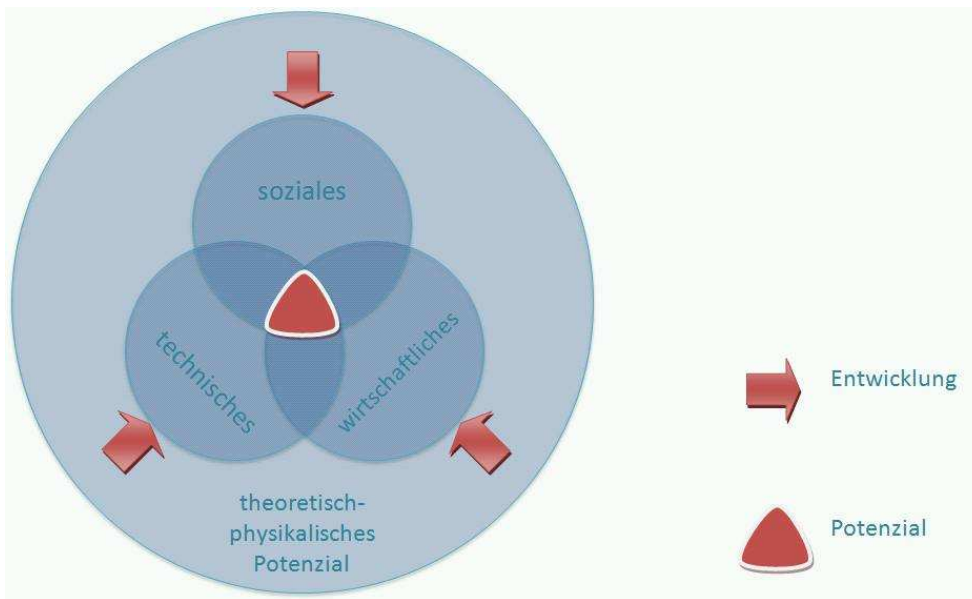 soziales
technisches
wirtschaftliches
theoretisch-
physikalisches
Potenzial
Entwicklung
Potenzial